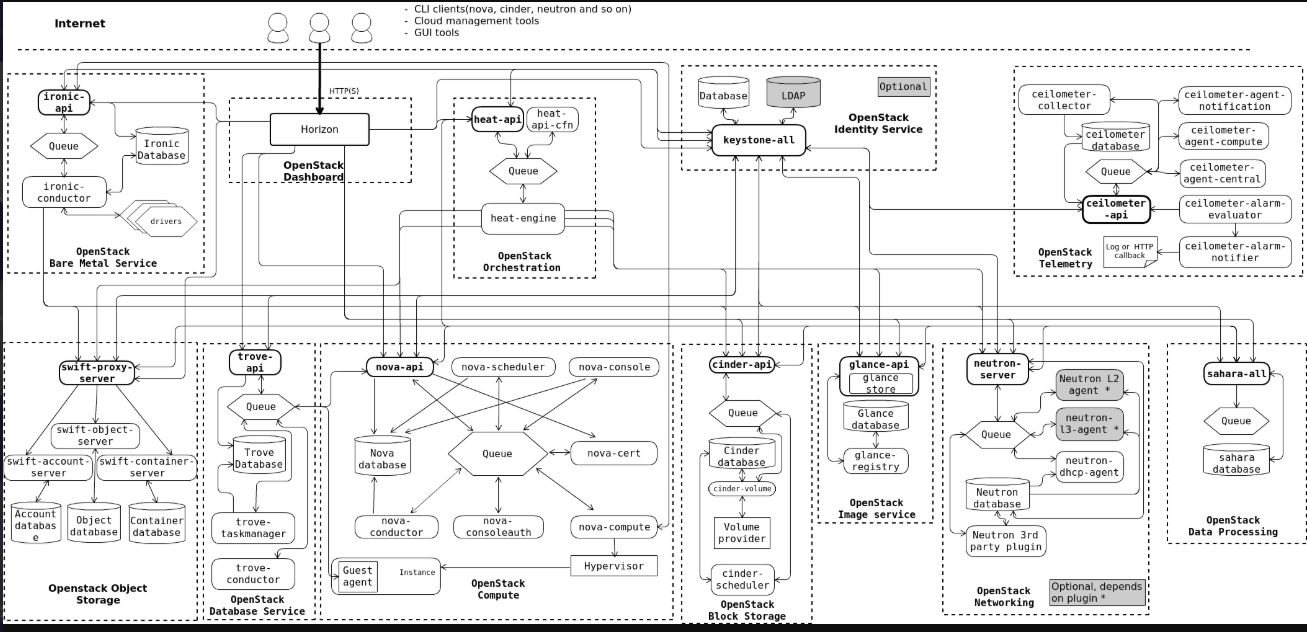 Internet
- CLI clients(nova, cinder, neutron and so on)
- Cloud management tools
- GUI tools
HTTP(S)
ironic-
api
Queue
Ironic
Database
ironic-
conductor
drivers
OpenStack
Bare Metal Service
Horizon
OpenStack
Dashboard
heat-api
heat-
api-cfn
Queue
heat-engine
OpenStack
Orchestration
Database
LDAP
Optional
keystone-all
OpenStack
Identity Service
ceilometer-
collector
ceilometer-agent-
notification
ceilometer
database
ceilometer-
agent-compute
Queue
ceilometer-
agent-central
ceilometer
-api
ceilometer-alarm-
evaluator
Log or HTTP
callback
ceilometer-alarm-
notifier
OpenStack
Telemetry
swift-proxy-
server
swift-object-
server
swift-account-
server
swift-container-
server
Account
databas
e
Object
database
Container
database
Openstack Object
Storage
trove-
api
Queue
Trove
Database
trove-
taskmanager
trove-
conductor
OpenStack
Database Service
nova-api
nova-scheduler
nova-console
Nova
database
Queue
nova-cert
nova-
conductor
nova-
consoleauth
nova-compute
Guest
agent
Instance
Hypervisor
OpenStack
Compute
cinder-api
Queue
Cinder
database
cinder-volume
Volume
provider
cinder-
scheduler
OpenStack
Block Storage
glance-api
glance
store
Glance
database
glance-
registry
OpenStack
Image service
neutron-
server
Neutron L2
agent *
Queue
neutron-
l3-agent *
neutron-
dhcp-agent
Neutron
database
Neutron 3rd
party plugin
OpenStack
Networking
Optional, depends
on plugin *
sahara-all
Queue
sahara
database
OpenStack
Data Processing